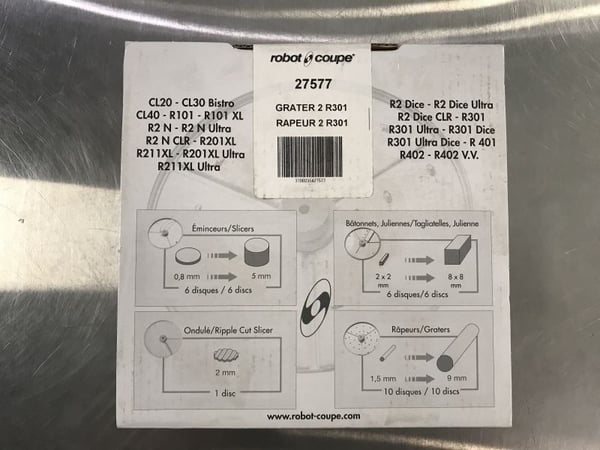 robot coupe
27577
GRATER 2 R301
RAPEUR 2 R301
CL20 - CL30 Bistro
CL40 - R101 - R101 XL
R2 N - R2 N Ultra
R2 N CLR - R201XL
R211XL - R201XL Ultra
R211XL Ultra
R2 Dice - R2 Dice Ultra
R2 Dice CLR - R301
R301 Ultra - R301 Dice
R301 Ultra Dice - R 401
R402 - R402 V.V.
Éminceurs/Slicers
0,8 mm
5 mm
6 disques / 6 discs
Bâtonnets, Juliennes/Tagliatelles, Julienne
2 x 2
mm
8 x 8
mm
6 disques/6 discs
Ondulé/Ripple Cut Slicer
2 mm
1 disc
Râpeurs/Graters
1,5 mm
9 mm
10 disques / 10 discs
www.robot-coupe.com